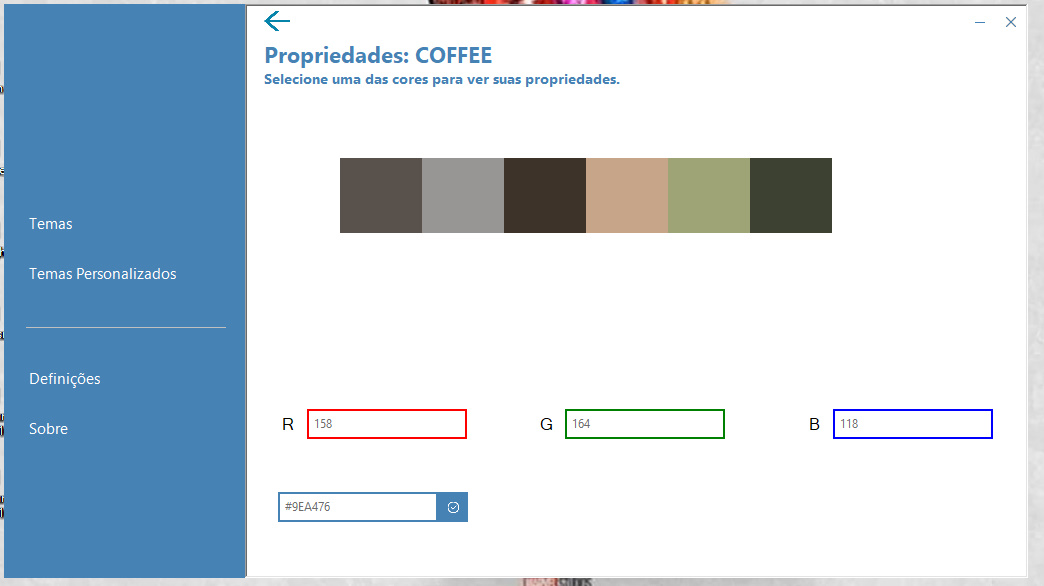 Propriedades: COFFEE
Selecione uma das cores para ver suas propriedades.
Temas
Temas Personalizados
Definições
Sobre
R 158 G 164 B 118
#9EA476